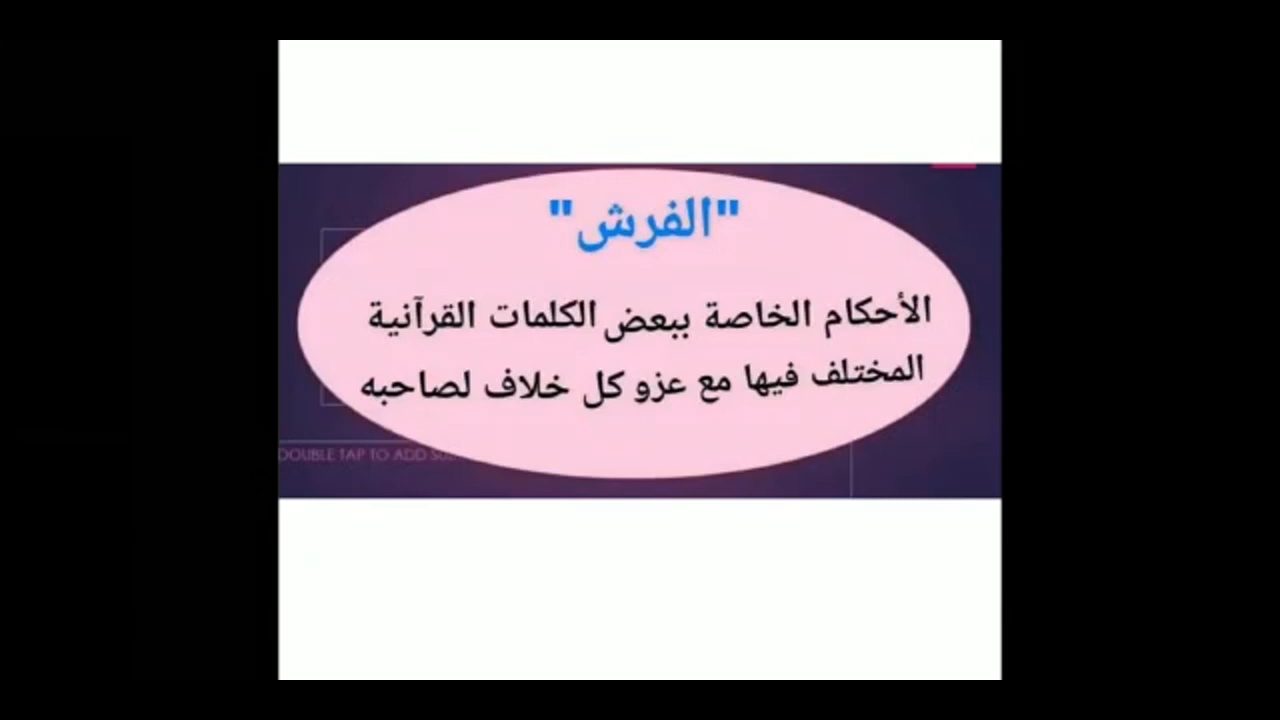 "الفرش"
الأحكام الخاصة ببعض الكلمات القرآنية
المختلف فيها مع عزو كل خلاف لصاحبه
DOUBLE TAP TO ADD